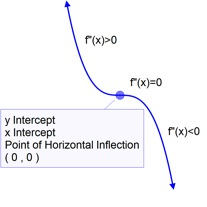 f"(x)>0
f"(x)=0
y Intercept
x Intercept
Point of Horizontal Inflection
( 0 , 0 )
f"(x)<0